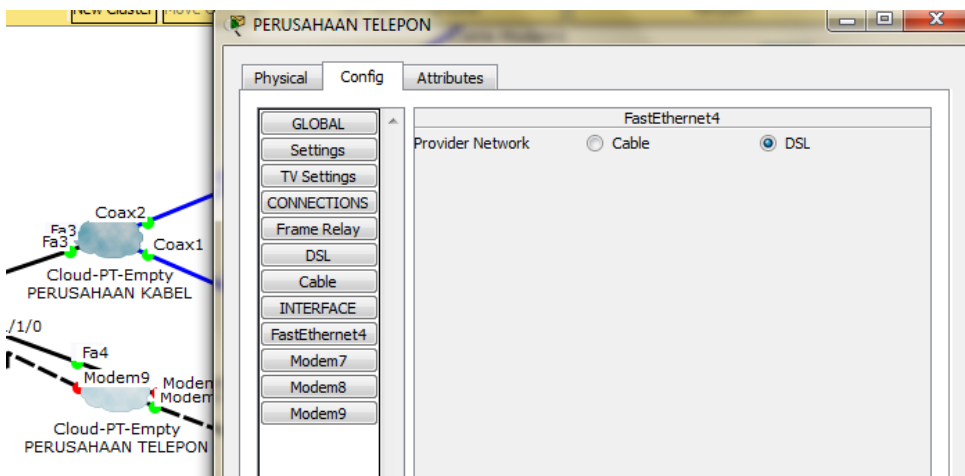 New Cluster
PERUSAHAAN TELEPON
Physical
Config
Attributes
GLOBAL
Settings
TV Settings
CONNECTIONS
Frame Relay
DSL
Cable
INTERFACE
FastEthernet4
Modem7
Modem8
Modem9
FastEthernet4
Provider Network
Cable
DSL
Coax2
Fa3
Fa3
Coax1
Cloud-PT-Empty
PERUSAHAAN KABEL
/1/0
Fa4
Modem9
Modem
Modem
Cloud-PT-Empty
PERUSAHAAN TELEPON